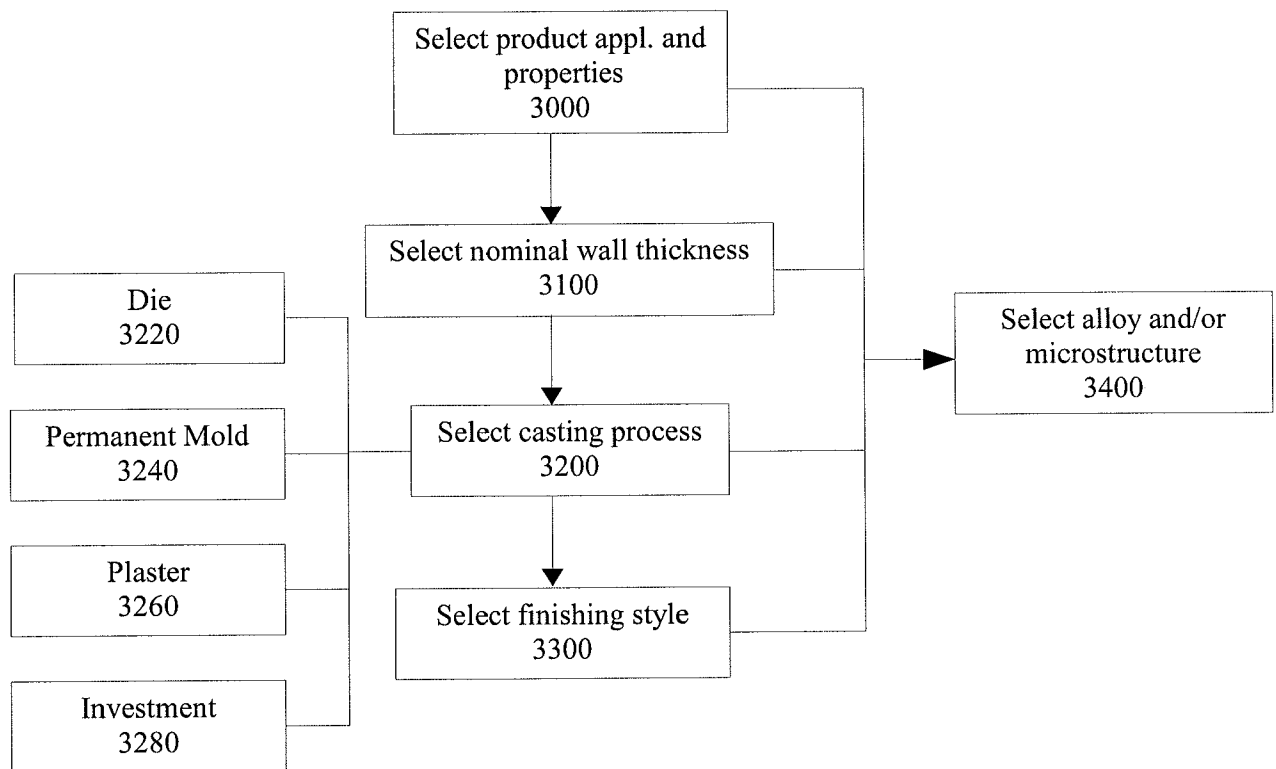 Select product appl. and
properties
3000
Select nominal wall thickness
3100
Die
3220
Select alloy and/or
microstructure
3400
Permanent Mold
3240
Select casting process
3200
Plaster
3260
Select finishing style
3300
Investment
3280